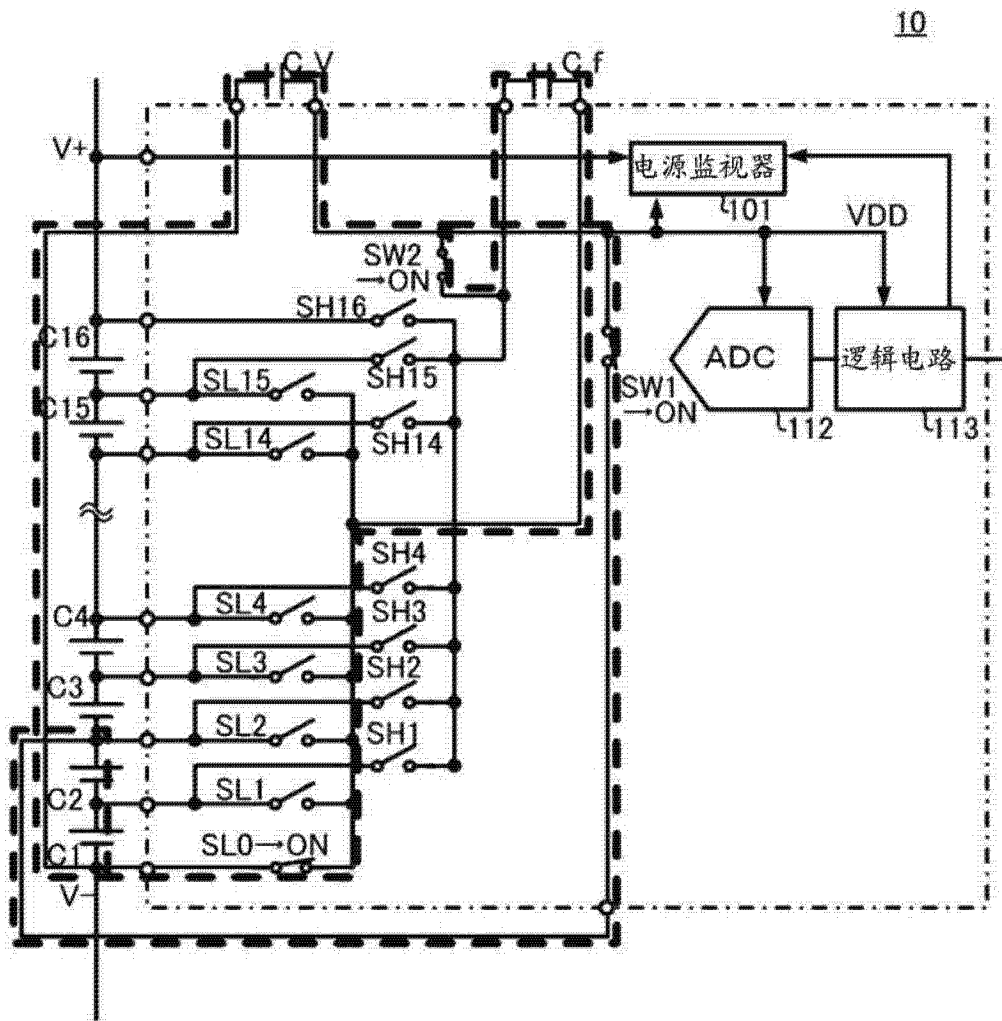 10
C V
C f
V+
电源监视器
101
VDD
SW2
→ON
SH16
C16
SH15
SL15
C15
SH14
SL14
SW1
→ON
ADC
逻辑电路
112
113
SH4
C4
SL4
SH3
SL3
SH2
C3
SL2
SH1
C2
SL1
C1
SL0→ON
V-